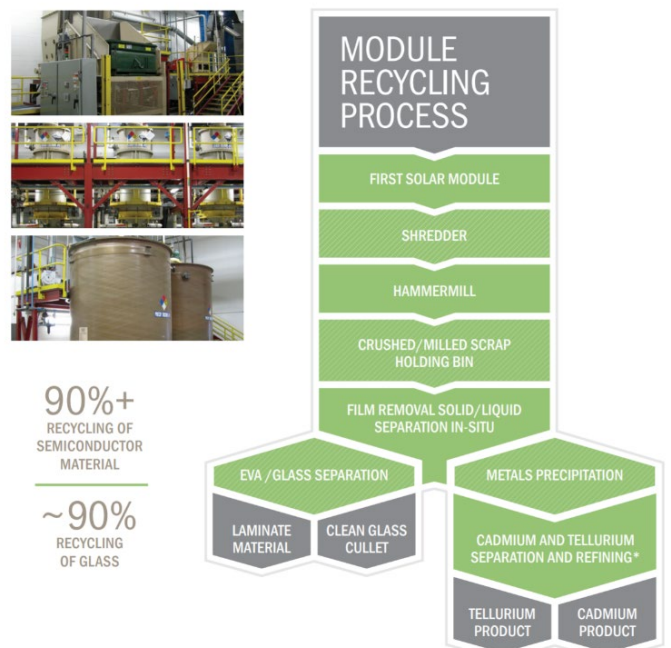 MODULE
RECYCLING
PROCESS
FIRST SOLAR MODULE
SHREDDER
HAMMERMILL
CRUSHED/MILLED SCRAP
HOLDING BIN
FILM REMOVAL SOLID/LIQUID
SEPARATION IN-SITU
EVA /GLASS SEPARATION
LAMINATE
MATERIAL
CLEAN GLASS
CULLET
METALS PRECIPITATION
CADMIUM AND TELLURIUM
SEPARATION AND REFINING*
TELLURIUM
PRODUCT
CADMIUM
PRODUCT
90%+
RECYCLING OF
SEMICONDUCTOR
MATERIAL
~90%
RECYCLING
OF GLASS